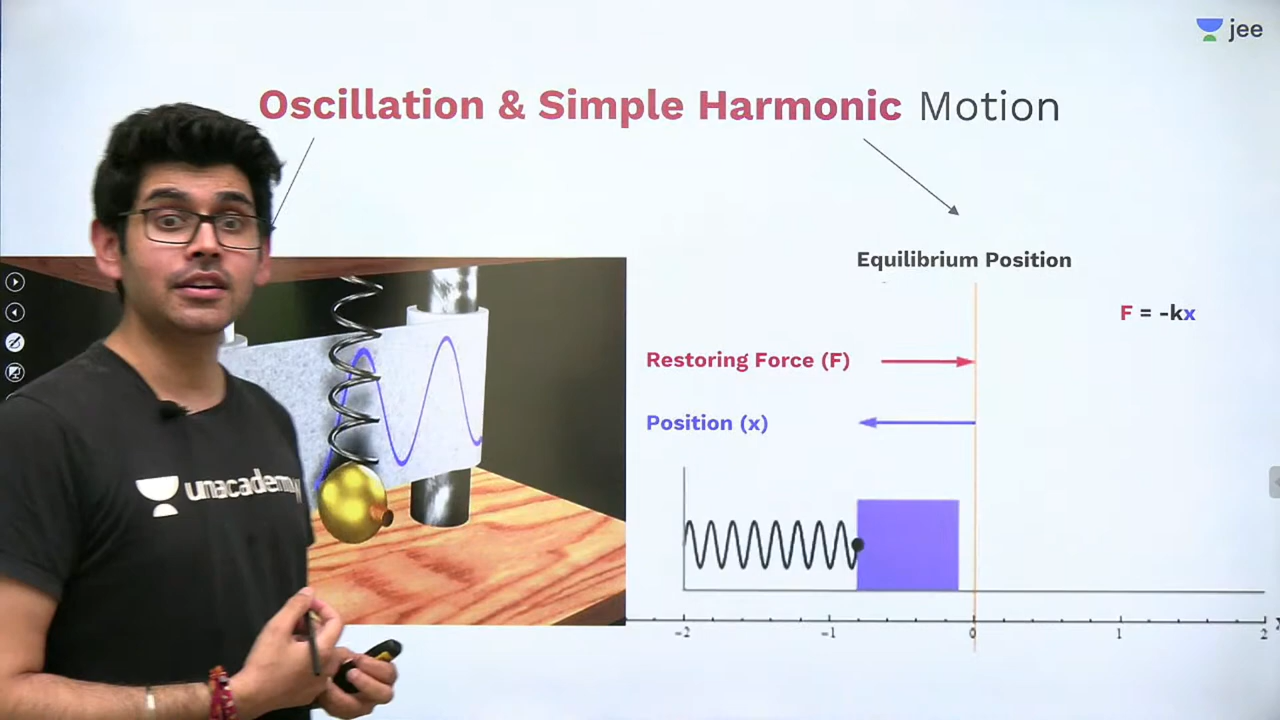 jee
Oscillation & Simple Harmonic Motion
Equilibrium Position
F = -kx
Restoring Force (F)
Position (x)
unacademy
-2 -1 0 1 2 x